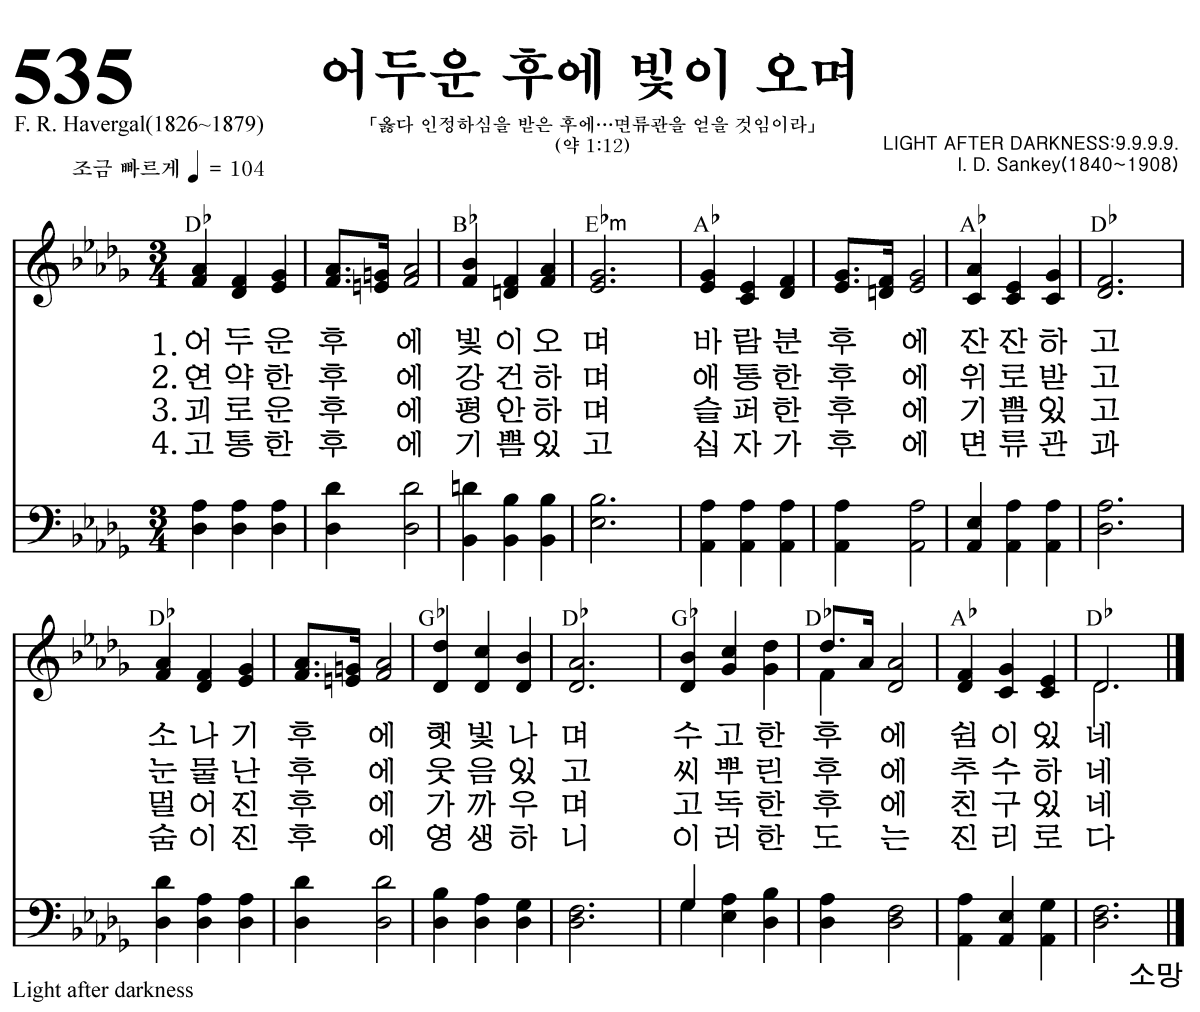 535
어두운 후에 빛이 오며
F. R. Havergal(1826~1879)
「옳다 인정하심을 받은 후에…면류관을 얻을 것임이라」
(약 1:12)
LIGHT AFTER DARKNESS:9.9.9.9.
I. D. Sankey(1840~1908)
조금 빠르게 ♩ = 104
D♭ B♭ E♭m A♭ A♭ D♭
3/4
1. 어 두 운 후 에 빛 이 오 며 바 람 분 후 에 잔 잔 하 고
2. 연 약 한 후 에 강 건 하 며 애 통 한 후 에 위 로 받 고
3. 괴 로 운 후 에 평 안 하 며 슬 퍼 한 후 에 기 쁨 있 고
4. 고 통 한 후 에 기 쁨 있 고 십 자 가 후 에 면 류 관 과
3/4
D♭ G♭ D♭ G♭ D♭ A♭ D♭
소 나 기 후 에 햇 빛 나 며 수 고 한 후 에 쉼 이 있 네
눈 물 난 후 에 웃 음 있 고 씨 뿌 린 후 에 추 수 하 네
멀 어 진 후 에 가 까 우 며 고 독 한 후 에 친 구 있 네
숨 이 진 후 에 영 생 하 니 이 러 한 도 는 진 리 로 다
소망
Light after darkness